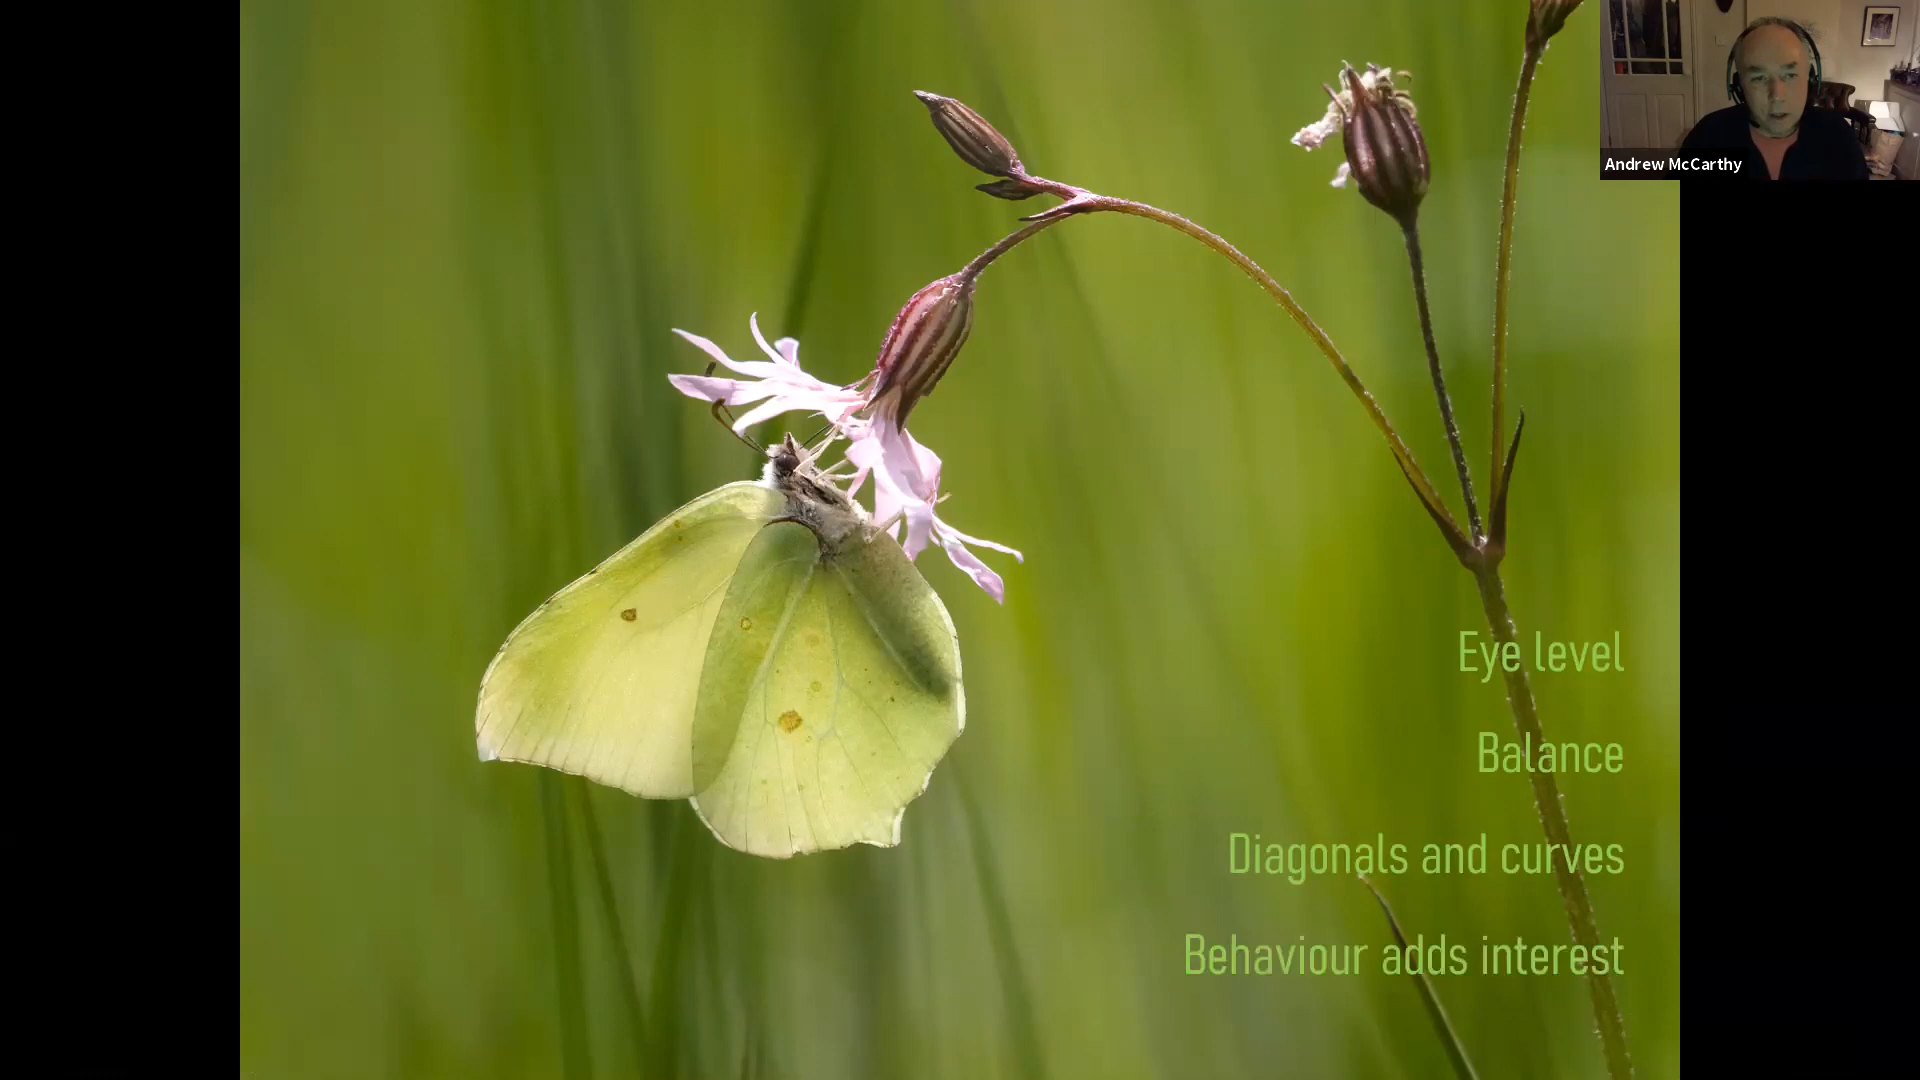 Andrew McCarthy
Eye level
Balance
Diagonals and curves
Behaviour adds interest